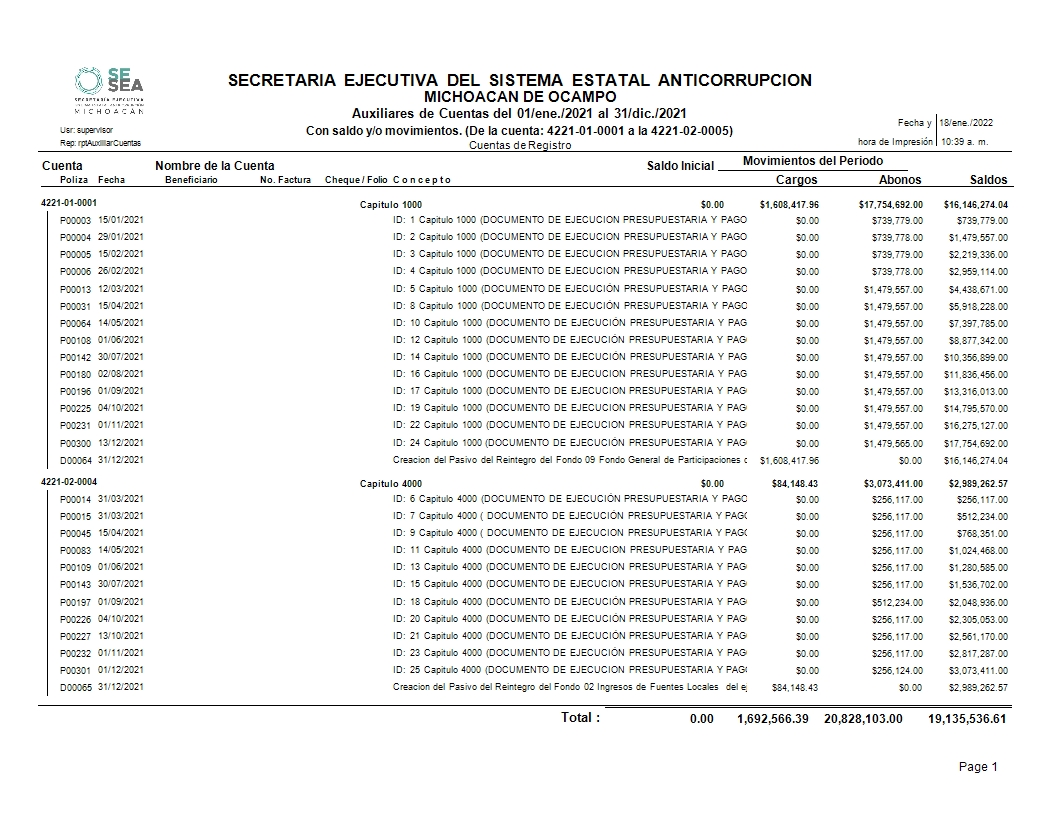 SE
SEA
SECRETARIA EJECUTIVA
MICHOACÁN
SECRETARIA EJECUTIVA DEL SISTEMA ESTATAL ANTICORRUPCION
MICHOACAN DE OCAMPO
Auxiliares de Cuentas del 01/ene./2021 al 31/dic./2021
Usr: supervisor
Con saldo y/o movimientos. (De la cuenta: 4221-01-0001 a la 4221-02-0005)
Fecha y 18/ene./2022
Rep: rptAuxiliarCuentas
Cuentas de Registro
hora de Impresión 10:39 a. m.
Cuenta Nombre de la Cuenta Saldo Inicial Movimientos del Periodo
Poliza Fecha Beneficiario No. Factura Cheque / Folio C o n c e p t o Cargos Abonos Saldos
4221-01-0001 Capitulo 1000 $0.00 $1,608,417.96 $17,754,692.00 $16,146,274.04
P00003 15/01/2021 ID: 1 Capitulo 1000 (DOCUMENTO DE EJECUCION PRESUPUESTARIA Y PAGO $0.00 $739,779.00 $739,779.00
P00004 29/01/2021 ID: 2 Capitulo 1000 (DOCUMENTO DE EJECUCION PRESUPUESTARIA Y PAGO $0.00 $739,778.00 $1,479,557.00
P00005 15/02/2021 ID: 3 Capitulo 1000 (DOCUMENTO DE EJECUCION PRESUPUESTARIA Y PAGO $0.00 $739,779.00 $2,219,336.00
P00006 26/02/2021 ID: 4 Capitulo 1000 (DOCUMENTO DE EJECUCION PRESUPUESTARIA Y PAGO $0.00 $739,778.00 $2,959,114.00
P00013 12/03/2021 ID: 5 Capitulo 1000 (DOCUMENTO DE EJECUCIÓN PRESUPUESTARIA Y PAGO $0.00 $1,479,557.00 $4,438,671.00
P00031 15/04/2021 ID: 8 Capitulo 1000 (DOCUMENTO DE EJECUCIÓN PRESUPUESTARIA Y PAGO $0.00 $1,479,557.00 $5,918,228.00
P00064 14/05/2021 ID: 10 Capitulo 1000 (DOCUMENTO DE EJECUCIÓN PRESUPUESTARIA Y PAG $0.00 $1,479,557.00 $7,397,785.00
P00108 01/06/2021 ID: 12 Capitulo 1000 (DOCUMENTO DE EJECUCIÓN PRESUPUESTARIA Y PAG $0.00 $1,479,557.00 $8,877,342.00
P00142 30/07/2021 ID: 14 Capitulo 1000 (DOCUMENTO DE EJECUCIÓN PRESUPUESTARIA Y PAG $0.00 $1,479,557.00 $10,356,899.00
P00180 02/08/2021 ID: 16 Capitulo 1000 (DOCUMENTO DE EJECUCIÓN PRESUPUESTARIA Y PAG $0.00 $1,479,557.00 $11,836,456.00
P00196 01/09/2021 ID: 17 Capitulo 1000 (DOCUMENTO DE EJECUCIÓN PRESUPUESTARIA Y PAG $0.00 $1,479,557.00 $13,316,013.00
P00225 04/10/2021 ID: 19 Capitulo 1000 (DOCUMENTO DE EJECUCIÓN PRESUPUESTARIA Y PAG $0.00 $1,479,557.00 $14,795,570.00
P00231 01/11/2021 ID: 22 Capitulo 1000 (DOCUMENTO DE EJECUCIÓN PRESUPUESTARIA Y PAG $0.00 $1,479,557.00 $16,275,127.00
P00300 13/12/2021 ID: 24 Capitulo 1000 (DOCUMENTO DE EJECUCIÓN PRESUPUESTARIA Y PAG $0.00 $1,479,565.00 $17,754,692.00
D00064 31/12/2021 Creacion del Pasivo del Reintegro del Fondo 09 Fondo General de Participaciones $1,608,417.96 $0.00 $16,146,274.04
4221-02-0004 Capitulo 4000 $0.00 $84,148.43 $3,073,411.00 $2,989,262.57
P00014 31/03/2021 ID: 6 Capitulo 4000 (DOCUMENTO DE EJECUCIÓN PRESUPUESTARIA Y PAGO $0.00 $256,117.00 $256,117.00
P00015 31/03/2021 ID: 7 Capitulo 4000 ( DOCUMENTO DE EJECUCIÓN PRESUPUESTARIA Y PAGO $0.00 $256,117.00 $512,234.00
P00045 15/04/2021 ID: 9 Capitulo 4000 ( DOCUMENTO DE EJECUCIÓN PRESUPUESTARIA Y PAGO $0.00 $256,117.00 $768,351.00
P00083 14/05/2021 ID: 11 Capitulo 4000 (DOCUMENTO DE EJECUCIÓN PRESUPUESTARIA Y PAG $0.00 $256,117.00 $1,024,468.00
P00109 01/06/2021 ID: 13 Capitulo 4000 (DOCUMENTO DE EJECUCIÓN PRESUPUESTARIA Y PAG $0.00 $256,117.00 $1,280,585.00
P00143 30/07/2021 ID: 15 Capitulo 4000 (DOCUMENTO DE EJECUCIÓN PRESUPUESTARIA Y PAG $0.00 $256,117.00 $1,536,702.00
P00197 01/09/2021 ID: 18 Capitulo 4000 (DOCUMENTO DE EJECUCIÓN PRESUPUESTARIA Y PAG $0.00 $512,234.00 $2,048,936.00
P00226 04/10/2021 ID: 20 Capitulo 4000 (DOCUMENTO DE EJECUCIÓN PRESUPUESTARIA Y PAG $0.00 $256,117.00 $2,305,053.00
P00227 13/10/2021 ID: 21 Capitulo 4000 (DOCUMENTO DE EJECUCIÓN PRESUPUESTARIA Y PAG $0.00 $256,117.00 $2,561,170.00
P00232 01/11/2021 ID: 23 Capitulo 4000 (DOCUMENTO DE EJECUCIÓN PRESUPUESTARIA Y PAG $0.00 $256,117.00 $2,817,287.00
P00301 01/12/2021 ID: 25 Capitulo 4000 (DOCUMENTO DE EJECUCIÓN PRESUPUESTARIA Y PAG $0.00 $256,124.00 $3,073,411.00
D00065 31/12/2021 Creacion del Pasivo del Reintegro del Fondo 02 Ingresos de Fuentes Locales del ej $84,148.43 $0.00 $2,989,262.57
Total : 0.00 1,692,566.39 20,828,103.00 19,135,536.61
Page 1